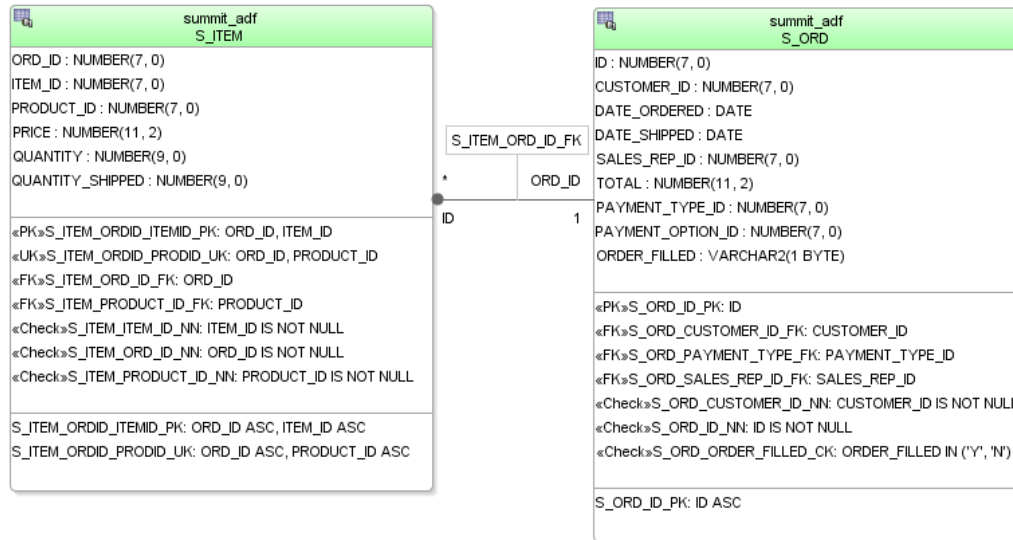 summit_adf
S_ITEM
ORD_ID : NUMBER(7, 0)
ITEM_ID : NUMBER(7, 0)
PRODUCT_ID : NUMBER(7, 0)
PRICE : NUMBER(11, 2)
QUANTITY : NUMBER(9, 0)
QUANTITY_SHIPPED : NUMBER(9, 0)
«PK»S_ITEM_ORDID_ITEMID_PK: ORD_ID, ITEM_ID
«UK»S_ITEM_ORDID_PRODID_UK: ORD_ID, PRODUCT_ID
«FK»S_ITEM_ORD_ID_FK: ORD_ID
«FK»S_ITEM_PRODUCT_ID_FK: PRODUCT_ID
«Check»S_ITEM_ITEM_ID_NN: ITEM_ID IS NOT NULL
«Check»S_ITEM_ORD_ID_NN: ORD_ID IS NOT NULL
«Check»S_ITEM_PRODUCT_ID_NN: PRODUCT_ID IS NOT NULL
S_ITEM_ORDID_ITEMID_PK: ORD_ID ASC, ITEM_ID ASC
S_ITEM_ORDID_PRODID_UK: ORD_ID ASC, PRODUCT_ID ASC
S_ITEM_ORD_ID_FK
* ORD_ID
ID 1
summit_adf
S_ORD
ID : NUMBER(7, 0)
CUSTOMER_ID : NUMBER(7, 0)
DATE_ORDERED : DATE
DATE_SHIPPED : DATE
SALES_REP_ID : NUMBER(7, 0)
TOTAL : NUMBER(11, 2)
PAYMENT_TYPE_ID : NUMBER(7, 0)
PAYMENT_OPTION_ID : NUMBER(7, 0)
ORDER_FILLED : VARCHAR2(1 BYTE)
«PK»S_ORD_ID_PK: ID
«FK»S_ORD_CUSTOMER_ID_FK: CUSTOMER_ID
«FK»S_ORD_PAYMENT_TYPE_FK: PAYMENT_TYPE_ID
«FK»S_ORD_SALES_REP_ID_FK: SALES_REP_ID
«Check»S_ORD_CUSTOMER_ID_NN: CUSTOMER_ID IS NOT NULL
«Check»S_ORD_ID_NN: ID IS NOT NULL
«Check»S_ORD_ORDER_FILLED_CK: ORDER_FILLED IN ('Y', 'N')
S_ORD_ID_PK: ID ASC